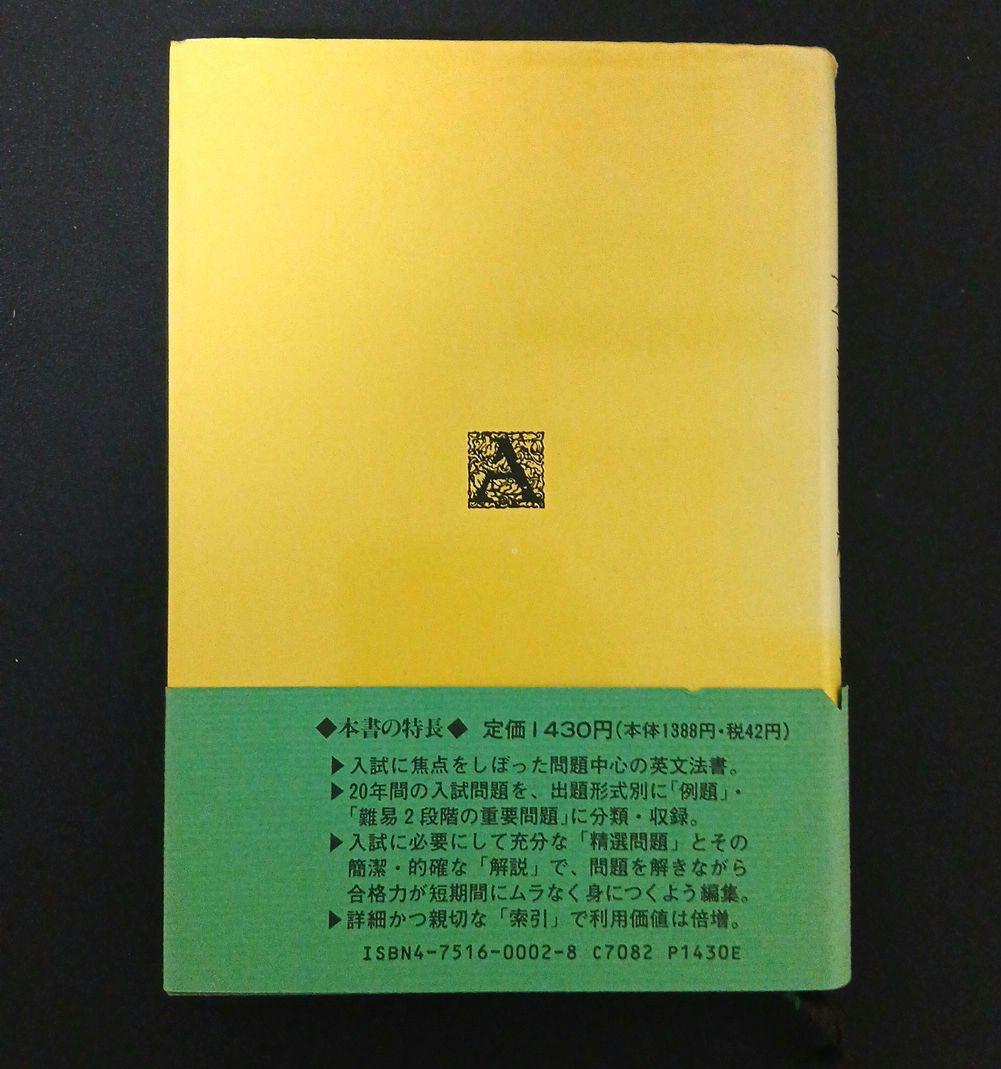 A
◆本書の特長◆ 定価1430円(本体1388円・税42円)
▶入試に焦点をしぼった問題中心の英文法書。
▶20年間の入試問題を、出題形式別に「例題」・
「難易2段階の重要問題」に分類・収録。
▶入試に必要にして充分な「精選問題」とその
簡潔・的確な「解説」で、問題を解きながら
合格力が短期間にムラなく身につくよう編集。
▶詳細かつ親切な「索引」で利用価値は倍増。
ISBN4-7516-0002-8 C7082 P1430E